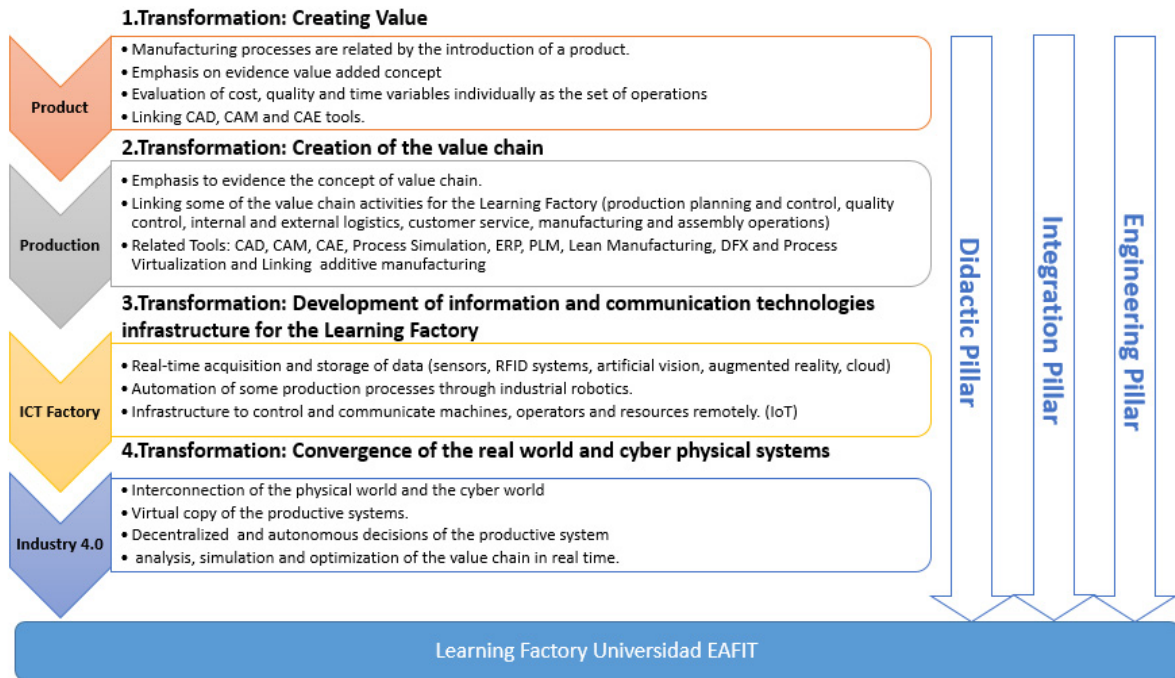 1.Transformation: Creating Value
Product
• Manufacturing processes are related by the introduction of a product.
• Emphasis on evidence value added concept
• Evaluation of cost, quality and time variables individually as the set of operations
• Linking CAD, CAM and CAE tools.
2.Transformation: Creation of the value chain
Production
• Emphasis to evidence the concept of value chain.
• Linking some of the value chain activities for the Learning Factory (production planning and control, quality
control, internal and external logistics, customer service, manufacturing and assembly operations)
• Related Tools: CAD, CAM, CAE, Process Simulation, ERP, PLM, Lean Manufacturing, DFX and Process
Virtualization and Linking additive manufacturing
3.Transformation: Development of information and communication technologies
infrastructure for the Learning Factory
ICT Factory
• Real-time acquisition and storage of data (sensors, RFID systems, artificial vision, augmented reality, cloud)
• Automation of some production processes through industrial robotics.
• Infrastructure to control and communicate machines, operators and resources remotely. (IoT)
4.Transformation: Convergence of the real world and cyber physical systems
Industry 4.0
• Interconnection of the physical world and the cyber world
• Virtual copy of the productive systems.
• Decentralized and autonomous decisions of the productive system
• analysis, simulation and optimization of the value chain in real time.
Didactic Pillar
Integration Pillar
Engineering Pillar
Learning Factory Universidad EAFIT